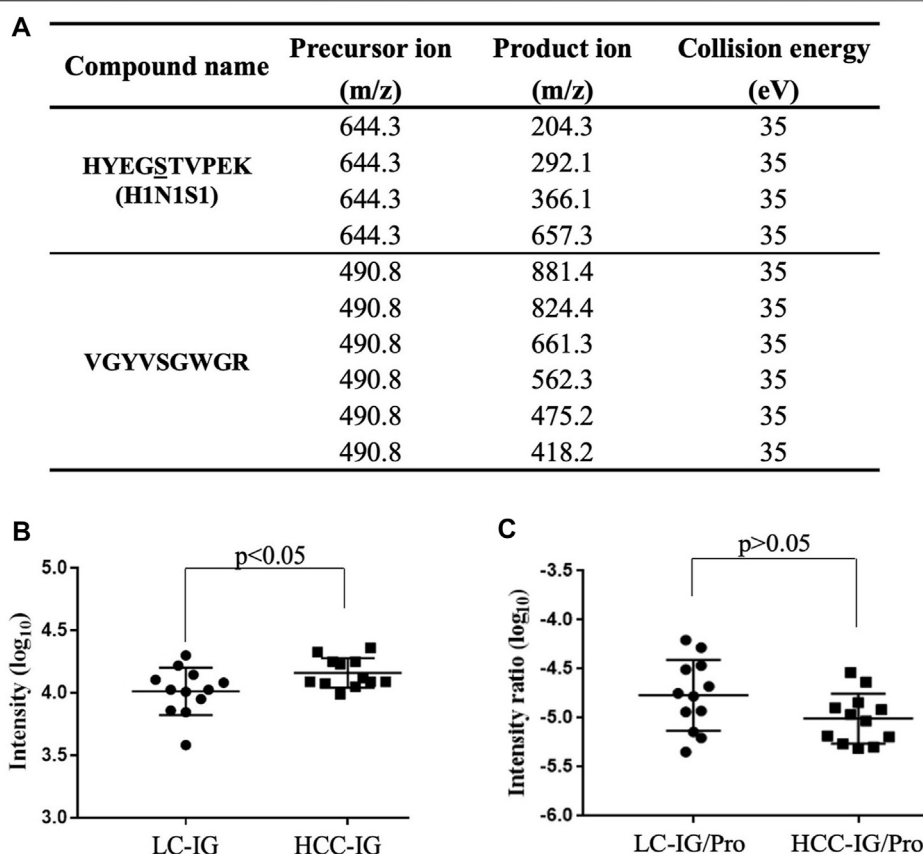 A
Compound name Precursor ion (m/z) Product ion (m/z) Collision energy (eV)
HYEGSTVPEK (H1N1S1)
644.3 204.3 35
644.3 292.1 35
644.3 366.1 35
644.3 657.3 35
VGYVSGWGR
490.8 881.4 35
490.8 824.4 35
490.8 661.3 35
490.8 562.3 35
490.8 475.2 35
490.8 418.2 35
B
p<0.05
Intensity (log10)
5.0
4.5
4.0
3.5
3.0
LC-IG HCC-IG
C
p>0.05
Intensity ratio (log10)
-3.5
-4.0
-4.5
-5.0
-5.5
-6.0
LC-IG/Pro HCC-IG/Pro